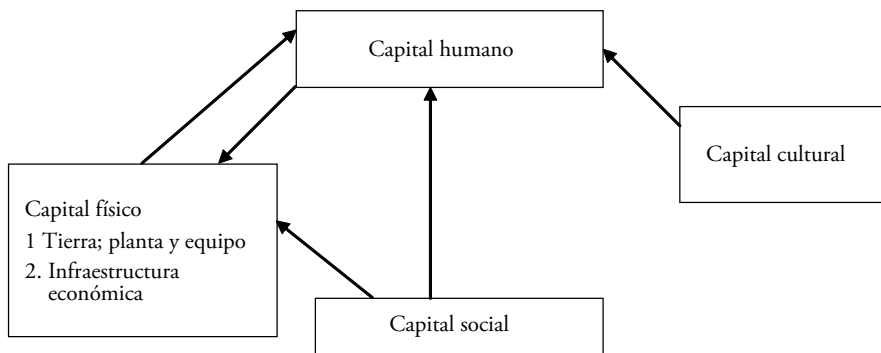 Capital humano
Capital cultural
Capital físico
1 Tierra; planta y equipo
2. Infraestructura
económica
Capital social